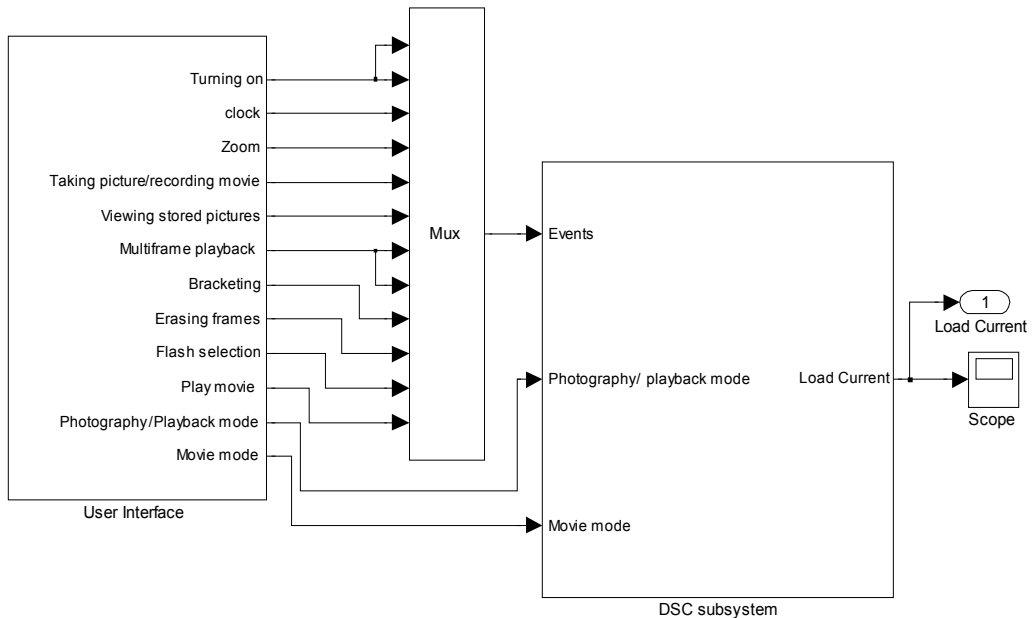 Turning on
clock
Zoom
Taking picture/recording movie
Viewing stored pictures
Multiframe playback
Bracketing
Erasing frames
Flash selection
Play movie
Photography/Playback mode
Movie mode
User Interface
Mux
Events
Photography/ playback mode
Movie mode
Load Current
DSC subsystem
1
Load Current
Scope